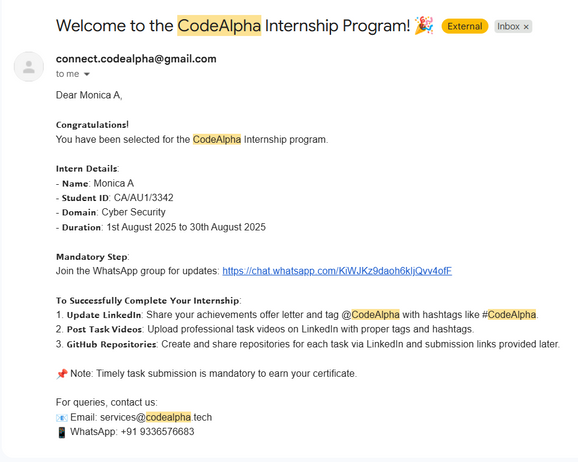 Welcome to the CodeAlpha Internship Program! 🎉 External Inbox ×
connect.codealpha@gmail.com
to me
Dear Monica A,
Congratulations!
You have been selected for the CodeAlpha Internship program.
Intern Details:
- Name: Monica A
- Student ID: CA/AU1/3342
- Domain: Cyber Security
- Duration: 1st August 2025 to 30th August 2025
Mandatory Step:
Join the WhatsApp group for updates: https://chat.whatsapp.com/KiWJKz9daoh6kIjQvv4ofF
To Successfully Complete Your Internship:
1. Update LinkedIn: Share your achievements offer letter and tag @CodeAlpha with hashtags like #CodeAlpha.
2. Post Task Videos: Upload professional task videos on LinkedIn with proper tags and hashtags.
3. GitHub Repositories: Create and share repositories for each task via LinkedIn and submission links provided later.
📌 Note: Timely task submission is mandatory to earn your certificate.
For queries, contact us:
📧 Email: services@codealpha.tech
📱 WhatsApp: +91 9336576683